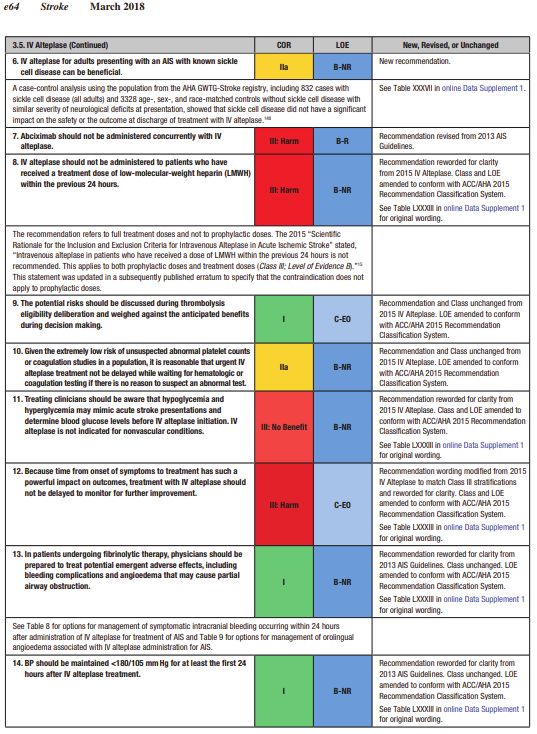 e64 Stroke March 2018
3.5. IV Alteplase (Continued)
COR
LOE
New, Revised, or Unchanged
6. IV alteplase for adults presenting with an AIS with known sickle
cell disease can be beneficial.
IIa
B-NR
New recommendation.
A case-control analysis using the population from the AHA GWTG-Stroke registry, including 832 cases with
sickle cell disease (all adults) and 3328 age-, sex-, and race-matched controls without sickle cell disease with
similar severity of neurological deficits at presentation, showed that sickle cell disease did not have a significant
impact on the safety or the outcome at discharge of treatment with IV alteplase.¹⁴⁸
See Table XXXVII in online Data Supplement 1.
7. Abciximab should not be administered concurrently with IV
alteplase.
III: Harm
B-R
Recommendation revised from 2013 AIS
Guidelines.
8. IV alteplase should not be administered to patients who have
received a treatment dose of low-molecular-weight heparin (LMWH)
within the previous 24 hours.
III: Harm
B-NR
Recommendation reworded for clarity
from 2015 IV Alteplase. Class and LOE
amended to conform with ACC/AHA 2015
Recommendation Classification System.
See Table LXXXIII in online Data Supplement 1
for original wording.
The recommendation refers to full treatment doses and not to prophylactic doses. The 2015 "Scientific
Rationale for the Inclusion and Exclusion Criteria for Intravenous Alteplase in Acute Ischemic Stroke" stated,
"Intravenous alteplase in patients who have received a dose of LMWH within the previous 24 hours is not
recommended. This applies to both prophylactic doses and treatment doses (Class III; Level of Evidence B)."¹⁵
This statement was updated in a subsequently published erratum to specify that the contraindication does not
apply to prophylactic doses.
9. The potential risks should be discussed during thrombolysis
eligibility deliberation and weighed against the anticipated benefits
during decision making.
I
C-EO
Recommendation and Class unchanged from
2015 IV Alteplase. LOE amended to conform
with ACC/AHA 2015 Recommendation
Classification System.
10. Given the extremely low risk of unsuspected abnormal platelet counts
or coagulation studies in a population, it is reasonable that urgent IV
alteplase treatment not be delayed while waiting for hematologic or
coagulation testing if there is no reason to suspect an abnormal test.
IIa
B-NR
Recommendation and Class unchanged from
2015 IV Alteplase. LOE amended to conform
with ACC/AHA 2015 Recommendation
Classification System.
11. Treating clinicians should be aware that hypoglycemia and
hyperglycemia may mimic acute stroke presentations and
determine blood glucose levels before IV alteplase initiation. IV
alteplase is not indicated for nonvascular conditions.
III: No Benefit
B-NR
Recommendation reworded for clarity from
2015 IV Alteplase. Class and LOE amended to
conform with ACC/AHA 2015 Recommendation
Classification System.
See Table LXXXIII in online Data Supplement 1
for original wording.
12. Because time from onset of symptoms to treatment has such a
powerful impact on outcomes, treatment with IV alteplase should
not be delayed to monitor for further improvement.
III: Harm
C-EO
Recommendation wording modified from 2015
IV Alteplase to match Class III stratifications
and reworded for clarity. Class and LOE
amended to conform with ACC/AHA 2015
Recommendation Classification System.
See Table LXXXIII in online Data Supplement 1
for original wording.
13. In patients undergoing fibrinolytic therapy, physicians should be
prepared to treat potential emergent adverse effects, including
bleeding complications and angioedema that may cause partial
airway obstruction.
I
B-NR
Recommendation reworded for clarity from
2013 AIS Guidelines. Class unchanged. LOE
amended to conform with ACC/AHA 2015
Recommendation Classification System.
See Table LXXXIII in online Data Supplement 1
for original wording.
See Table 8 for options for management of symptomatic intracranial bleeding occurring within 24 hours
after administration of IV alteplase for treatment of AIS and Table 9 for options for management of orolingual
angioedema associated with IV alteplase administration for AIS.
14. BP should be maintained <180/105 mm Hg for at least the first 24
hours after IV alteplase treatment.
I
B-NR
Recommendation reworded for clarity from
2013 AIS Guidelines. Class unchanged. LOE
amended to conform with ACC/AHA 2015
Recommendation Classification System.
See Table LXXXIII in online Data Supplement 1
for original wording.